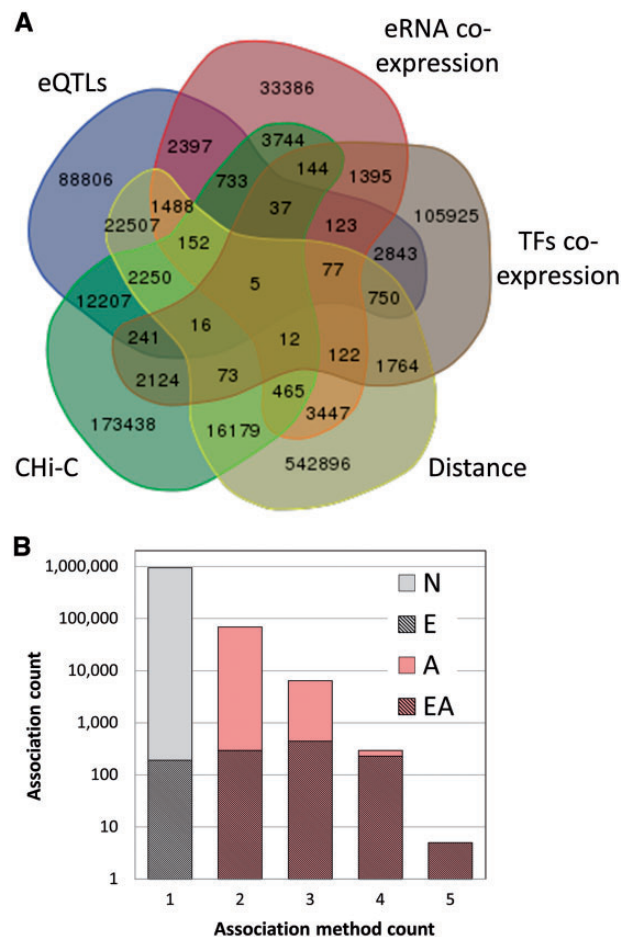 A
eRNA co-
expression
eQTLs
33386
2397
3744
733
144
1395
88806
1488
37
123
105925
22507
152
2843
TFs co-
expression
77
2250
5
750
12207
16
12
241
122
1764
2124
73
465
173438
16179
3447
542896
CHi-C
Distance
B
1,000,000
100,000
10,000
1,000
100
10
1
Association count
N
E
A
EA
1 2 3 4 5
Association method count